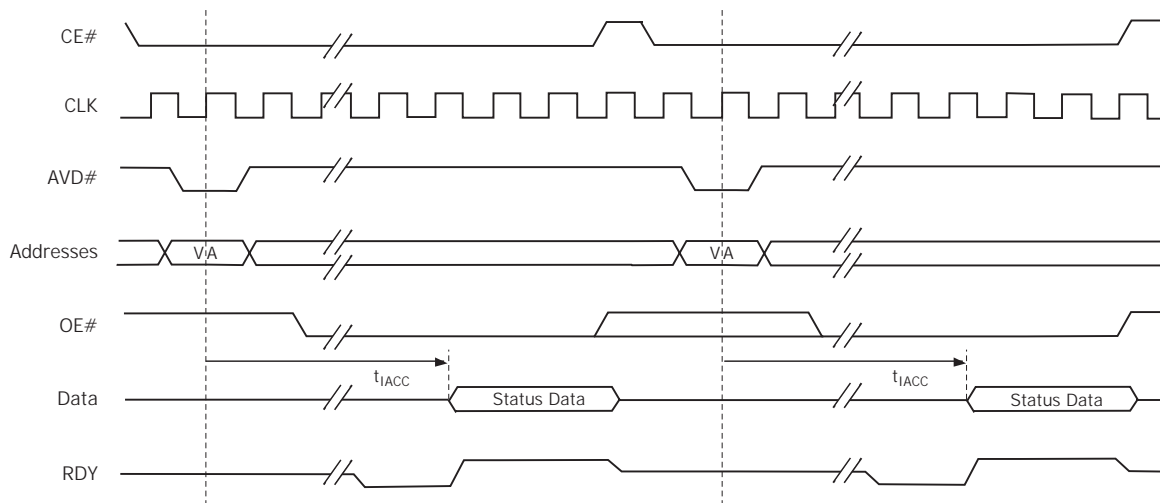 CE#
CLK
AVD#
Addresses
VA
VA
OE#
tIACC
tIACC
Data
Status Data
Status Data
RDY